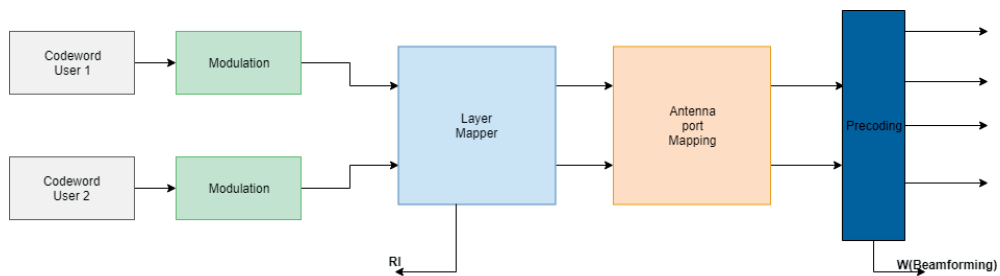 Codeword
User 1
Modulation
Codeword
User 2
Modulation
Layer
Mapper
Antenna
port
Mapping
Precoding
RI
W(Beamforming)